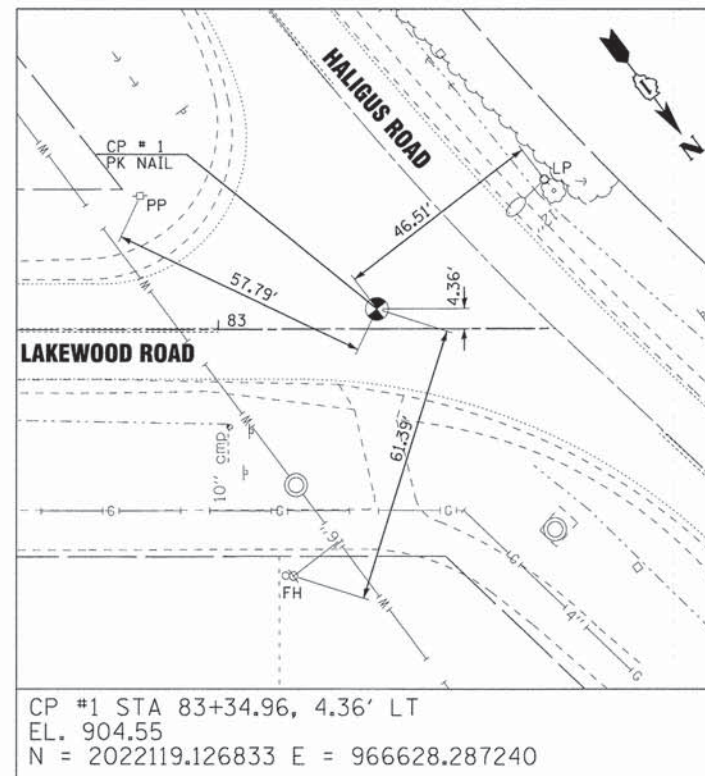 HALIGUS ROAD
CP # 1
PK NAIL
LP
N
PP
46.51'
W
57.79'
4.36'
W
83
LAKEWOOD ROAD
W
61.39'
10" cmp
G
G
G
16"
G
FH
W
4"
G
CP #1 STA 83+34.96, 4.36' LT
EL. 904.55
N = 2022119.126833 E = 966628.287240